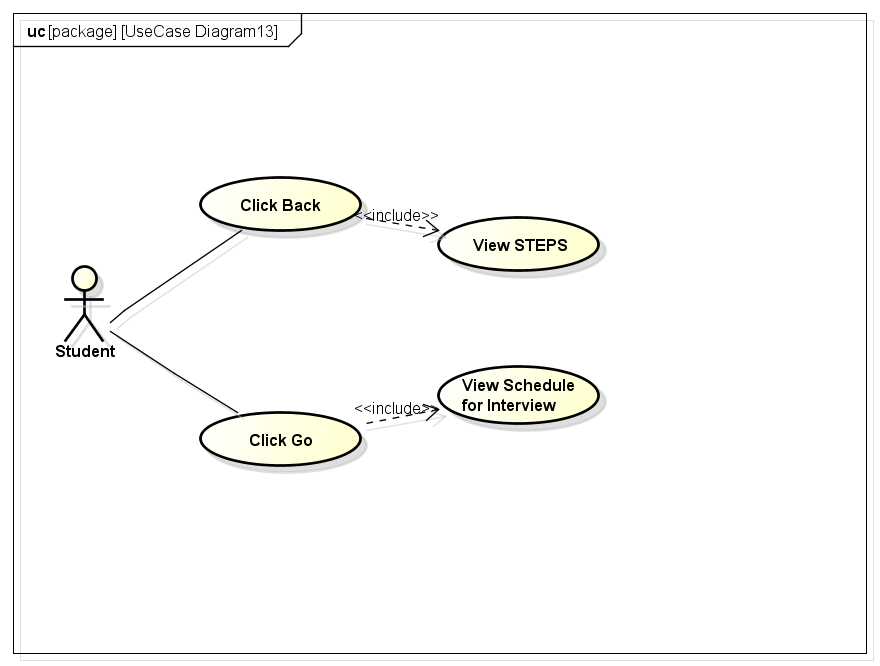 uc [package] [UseCase Diagram13]
Click Back
<<include>>
View STEPS
Student
View Schedule
for Interview
<<include>>
Click Go